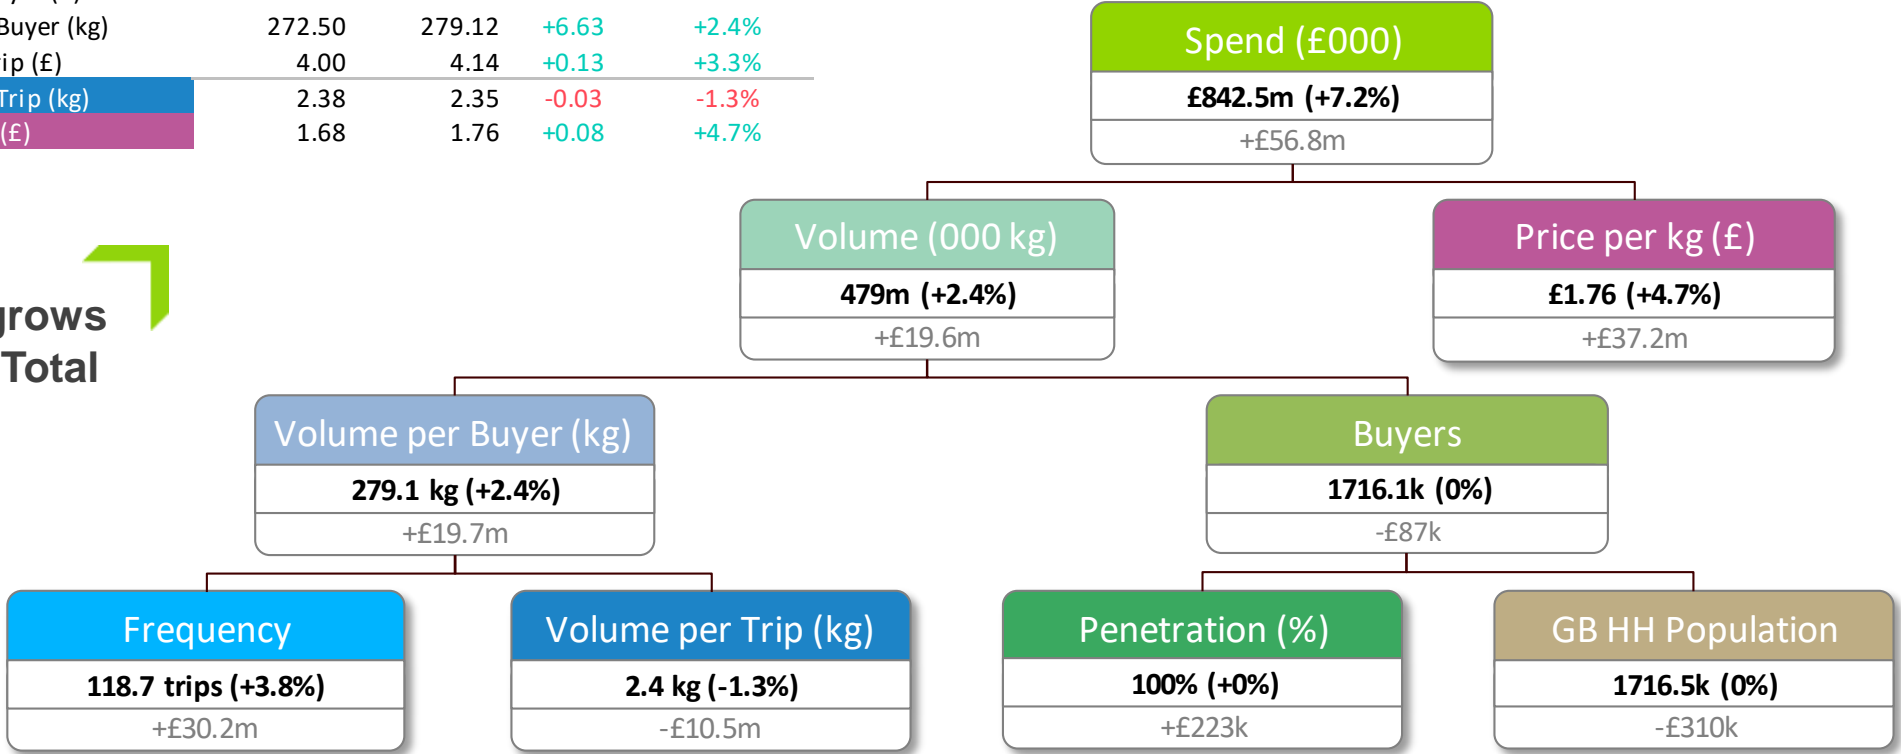 Buyer (kg) 272.50 279.12 +6.63 +2.4%
ip (£) 4.00 4.14 +0.13 +3.3%
Trip (kg) 2.38 2.35 -0.03 -1.3%
(£) 1.68 1.76 +0.08 +4.7%
Spend (£000)
£842.5m (+7.2%)
+£56.8m
Volume (000 kg)
479m (+2.4%)
+£19.6m
Price per kg (£)
£1.76 (+4.7%)
+£37.2m
grows
Total
Volume per Buyer (kg)
279.1 kg (+2.4%)
+£19.7m
Buyers
1716.1k (0%)
-£87k
Frequency
118.7 trips (+3.8%)
+£30.2m
Volume per Trip (kg)
2.4 kg (-1.3%)
-£10.5m
Penetration (%)
100% (+0%)
+£223k
GB HH Population
1716.5k (0%)
-£310k